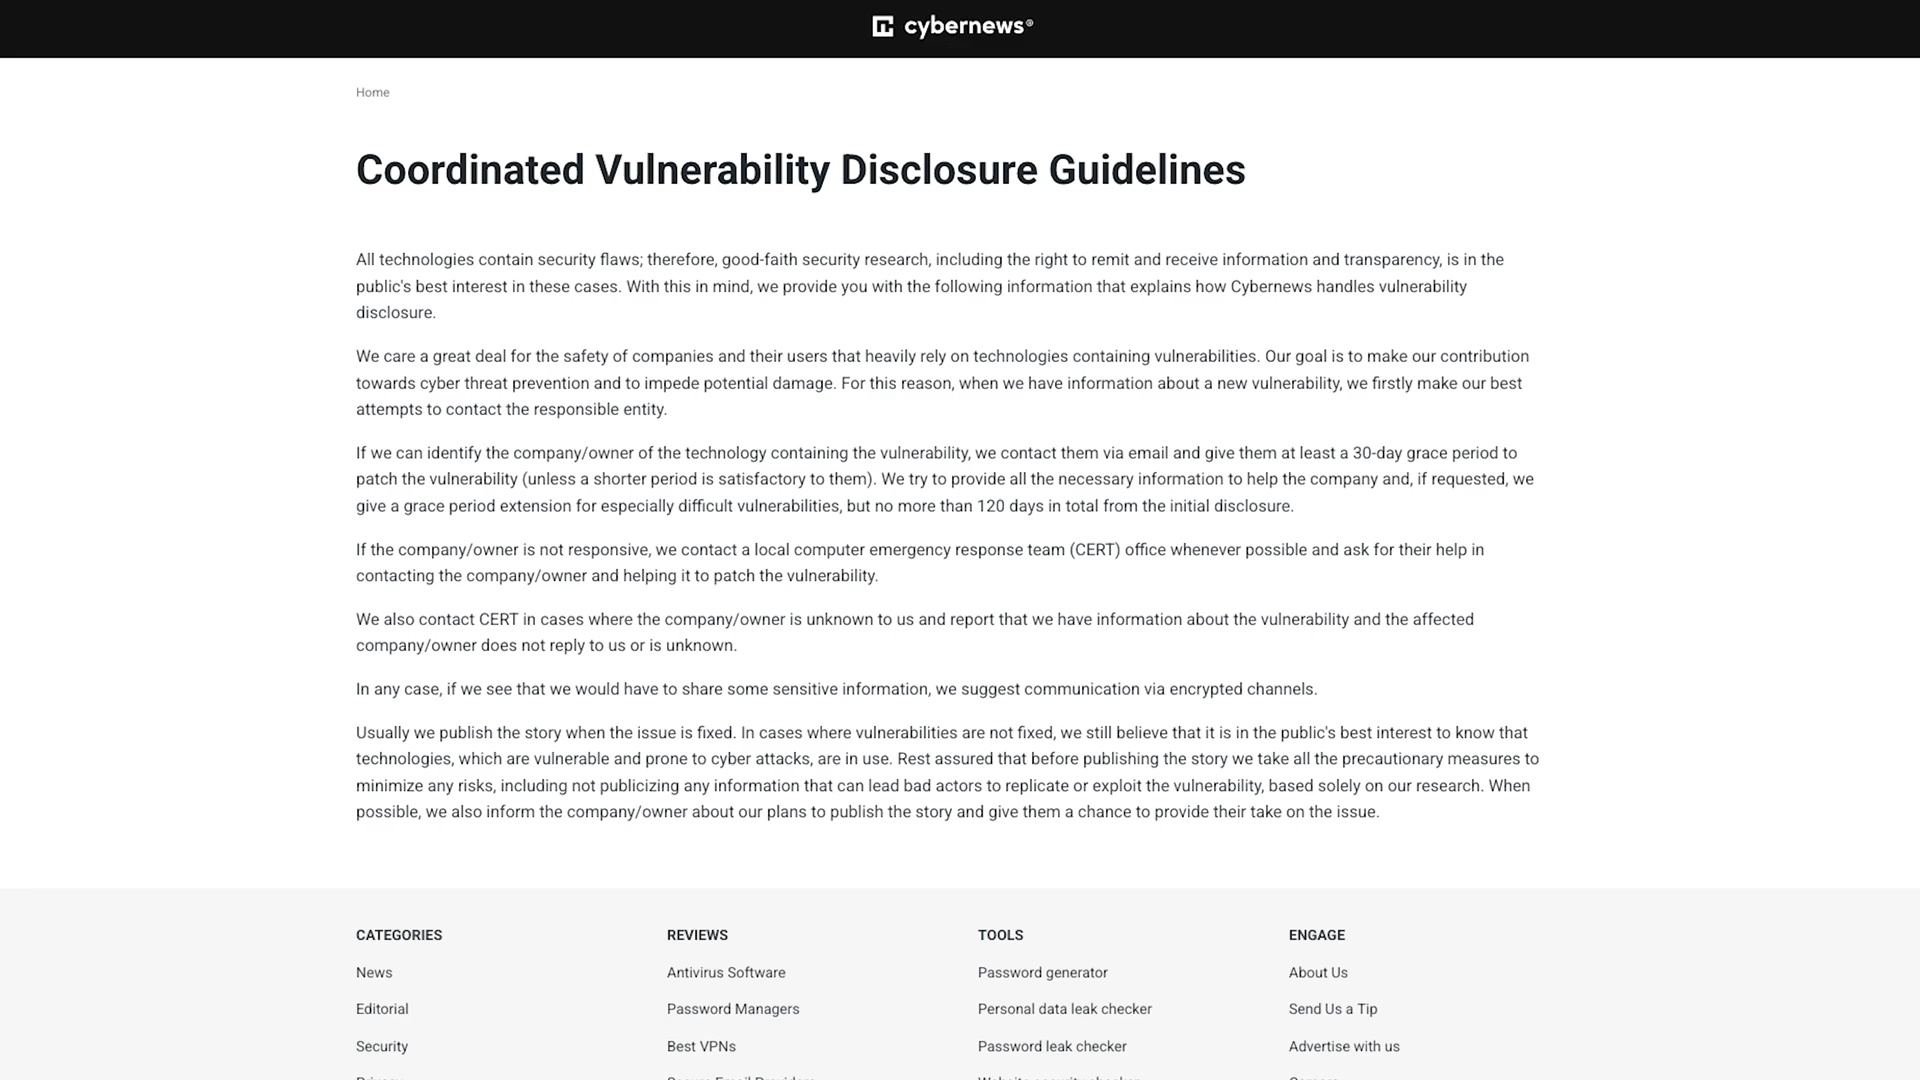 cybernews®
Home
Coordinated Vulnerability Disclosure Guidelines
All technologies contain security flaws; therefore, good-faith security research, including the right to remit and receive information and transparency, is in the
public's best interest in these cases. With this in mind, we provide you with the following information that explains how Cybernews handles vulnerability
disclosure.
We care a great deal for the safety of companies and their users that heavily rely on technologies containing vulnerabilities. Our goal is to make our contribution
towards cyber threat prevention and to impede potential damage. For this reason, when we have information about a new vulnerability, we firstly make our best
attempts to contact the responsible entity.
If we can identify the company/owner of the technology containing the vulnerability, we contact them via email and give them at least a 30-day grace period to
patch the vulnerability (unless a shorter period is satisfactory to them). We try to provide all the necessary information to help the company and, if requested, we
give a grace period extension for especially difficult vulnerabilities, but no more than 120 days in total from the initial disclosure.
If the company/owner is not responsive, we contact a local computer emergency response team (CERT) office whenever possible and ask for their help in
contacting the company/owner and helping it to patch the vulnerability.
We also contact CERT in cases where the company/owner is unknown to us and report that we have information about the vulnerability and the affected
company/owner does not reply to us or is unknown.
In any case, if we see that we would have to share some sensitive information, we suggest communication via encrypted channels.
Usually we publish the story when the issue is fixed. In cases where vulnerabilities are not fixed, we still believe that it is in the public's best interest to know that
technologies, which are vulnerable and prone to cyber attacks, are in use. Rest assured that before publishing the story we take all the precautionary measures to
minimize any risks, including not publicizing any information that can lead bad actors to replicate or exploit the vulnerability, based solely on our research. When
possible, we also inform the company/owner about our plans to publish the story and give them a chance to provide their take on the issue.
CATEGORIES REVIEWS TOOLS ENGAGE
News Antivirus Software Password generator About Us
Editorial Password Managers Personal data leak checker Send Us a Tip
Security Best VPNs Password leak checker Advertise with us